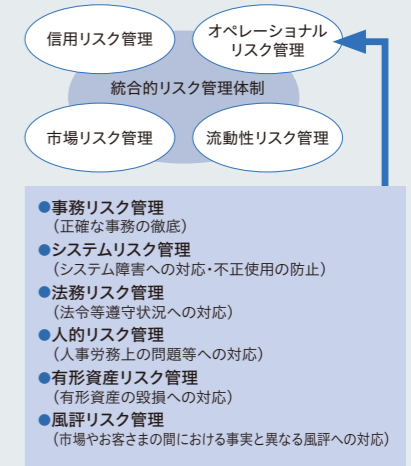 信用リスク管理
オペレーショナル
リスク管理
統合的リスク管理体制
市場リスク管理
流動性リスク管理
●事務リスク管理
（正確な事務の徹底）
●システムリスク管理
（システム障害への対応・不正使用の防止）
●法務リスク管理
（法令等遵守状況への対応）
●人的リスク管理
（人事労務上の問題等への対応）
●有形資産リスク管理
（有形資産の毀損への対応）
●風評リスク管理
（市場やお客さまの間における事実と異なる風評への対応）